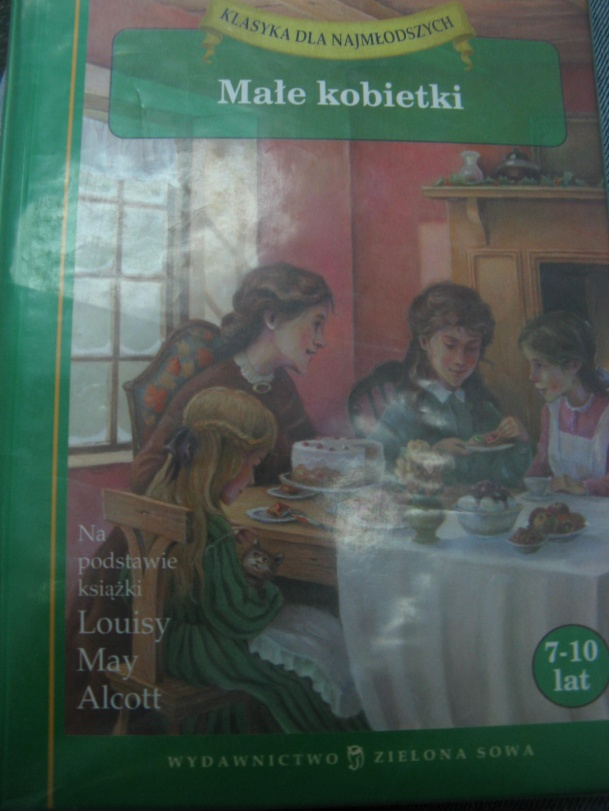 KLASYKA DLA NAJMŁODSZYCH
Małe kobietki
Na
podstawie
książki
Louisy
May
Alcott
7-10
lat
WYDAWNICTWO ZIELONA SOWA